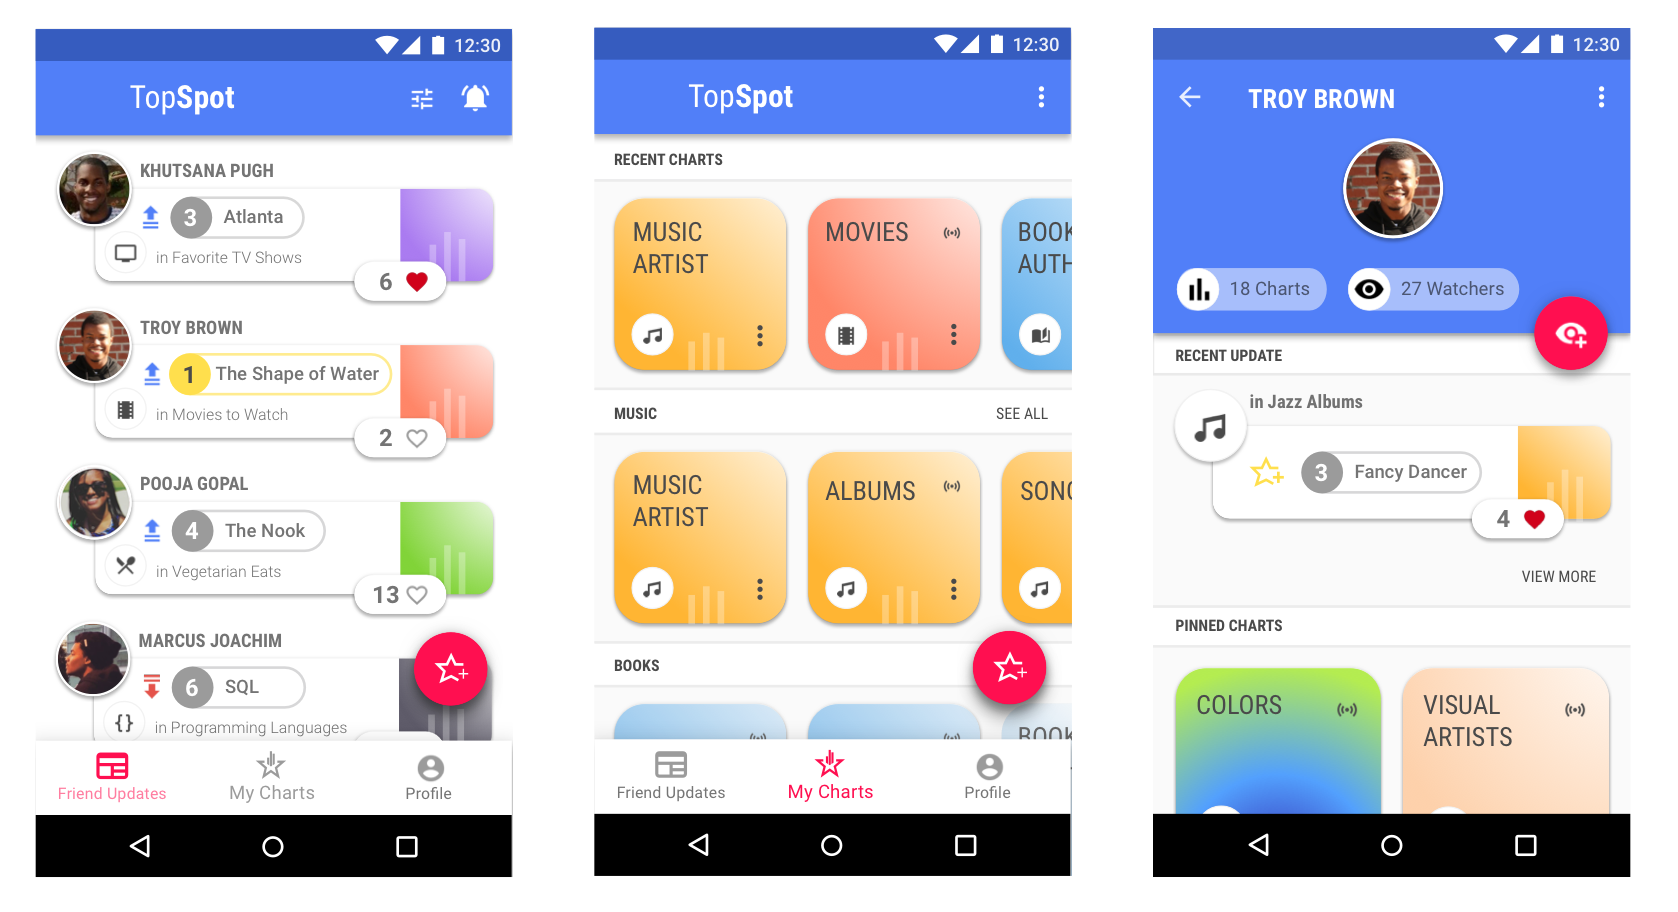 12:30
TopSpot
KHUTSANA PUGH
3 Atlanta
in Favorite TV Shows
6
TROY BROWN
1 The Shape of Water
in Movies to Watch
2
POOJA GOPAL
4 The Nook
in Vegetarian Eats
13
MARCUS JOACHIM
6 SQL
{} in Programming Languages
Friend Updates My Charts Profile
12:30
TopSpot
RECENT CHARTS
MUSIC
ARTIST
MOVIES
BOOK
AUTH
MUSIC SEE ALL
MUSIC
ARTIST
ALBUMS
SONG
BOOKS
BOOK
Friend Updates My Charts Profile
12:30
TROY BROWN
18 Charts 27 Watchers
RECENT UPDATE
in Jazz Albums
3 Fancy Dancer
4
VIEW MORE
PINNED CHARTS
COLORS
VISUAL
ARTISTS